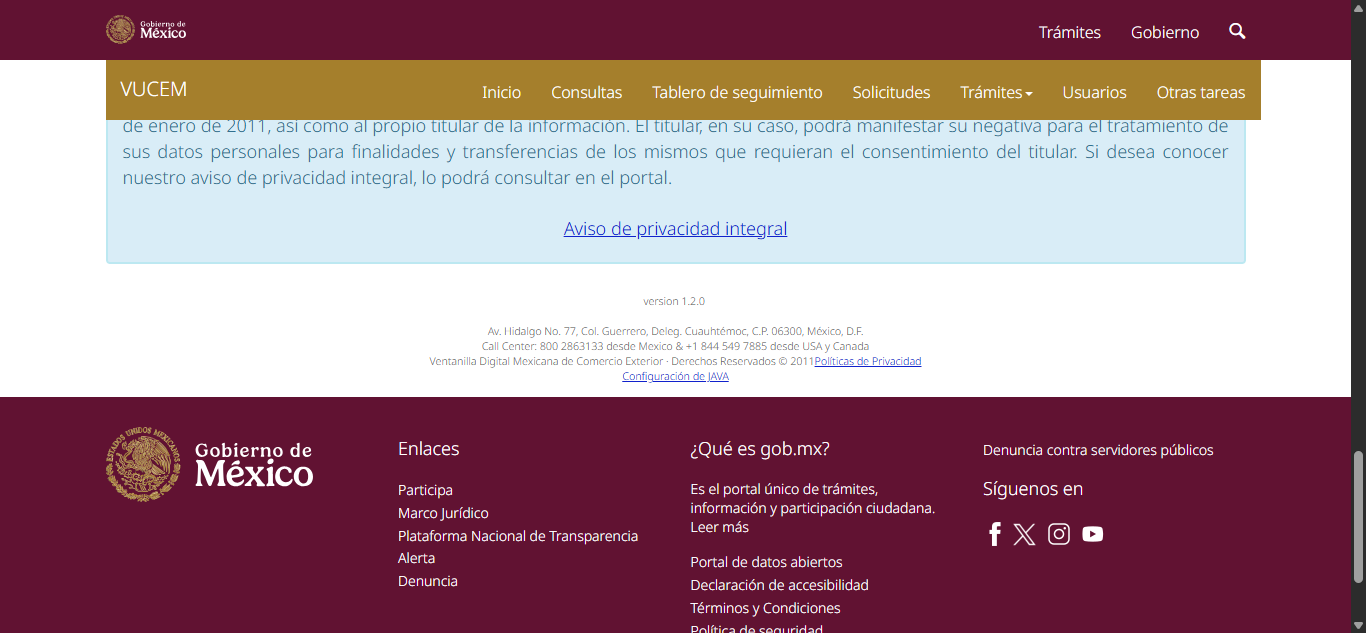 Gobierno de
México
Trámites
Gobierno
VUCEM
Inicio
Consultas
Tablero de seguimiento
Solicitudes
Trámites
Usuarios
Otras tareas
de enero de 2011, así como al propio titular de la información. El titular, en su caso, podrá manifestar su negativa para el tratamiento de
sus datos personales para finalidades y transferencias de los mismos que requieran el consentimiento del titular. Si desea conocer
nuestro aviso de privacidad integral, lo podrá consultar en el portal.
Aviso de privacidad integral
version 1.2.0
Av. Hidalgo No. 77, Col. Guerrero, Deleg. Cuauhtémoc, C.P. 06300, México, D.F.
Call Center: 800 2863133 desde Mexico & +1 844 549 7885 desde USA y Canada
Ventanilla Digital Mexicana de Comercio Exterior · Derechos Reservados © 2011Políticas de Privacidad
Configuración de JAVA
ESTADOS UNIDOS MEXICANOS
Gobierno de
México
Enlaces
Participa
Marco Jurídico
Plataforma Nacional de Transparencia
Alerta
Denuncia
¿Qué es gob.mx?
Es el portal único de trámites,
información y participación ciudadana.
Leer más
Portal de datos abiertos
Declaración de accesibilidad
Términos y Condiciones
Política de seguridad
Denuncia contra servidores públicos
Síguenos en